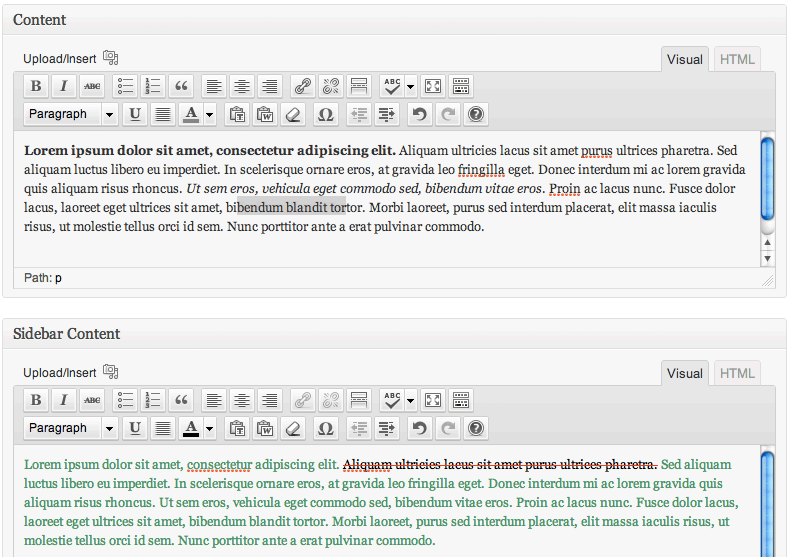 Content
Upload/Insert
Visual HTML
B I ABC ABC
Paragraph U A Ω
Lorem ipsum dolor sit amet, consectetur adipiscing elit. Aliquam ultricies lacus sit amet purus ultrices pharetra. Sed
aliquam luctus libero eu imperdiet. In scelerisque ornare eros, at gravida leo fringilla eget. Donec interdum mi ac lorem gravida
quis aliquam risus rhoncus. Ut sem eros, vehicula eget commodo sed, bibendum vitae eros. Proin ac lacus nunc. Fusce dolor
lacus, laoreet eget ultrices sit amet, bibendum blandit tortor. Morbi laoreet, purus sed interdum placerat, elit massa iaculis
risus, ut molestie tellus orci id sem. Nunc porttitor ante a erat pulvinar commodo.
Path: p
Sidebar Content
Upload/Insert
Visual HTML
B I ABC ABC
Paragraph U A Ω
Lorem ipsum dolor sit amet, consectetur adipiscing elit. Aliquam ultricies lacus sit amet purus ultrices pharetra. Sed aliquam
luctus libero eu imperdiet. In scelerisque ornare eros, at gravida leo fringilla eget. Donec interdum mi ac lorem gravida quis
aliquam risus rhoncus. Ut sem eros, vehicula eget commodo sed, bibendum vitae eros. Proin ac lacus nunc. Fusce dolor lacus,
laoreet eget ultrices sit amet, bibendum blandit tortor. Morbi laoreet, purus sed interdum placerat, elit massa iaculis risus, ut
molestie tellus orci id sem. Nunc porttitor ante a erat pulvinar commodo.